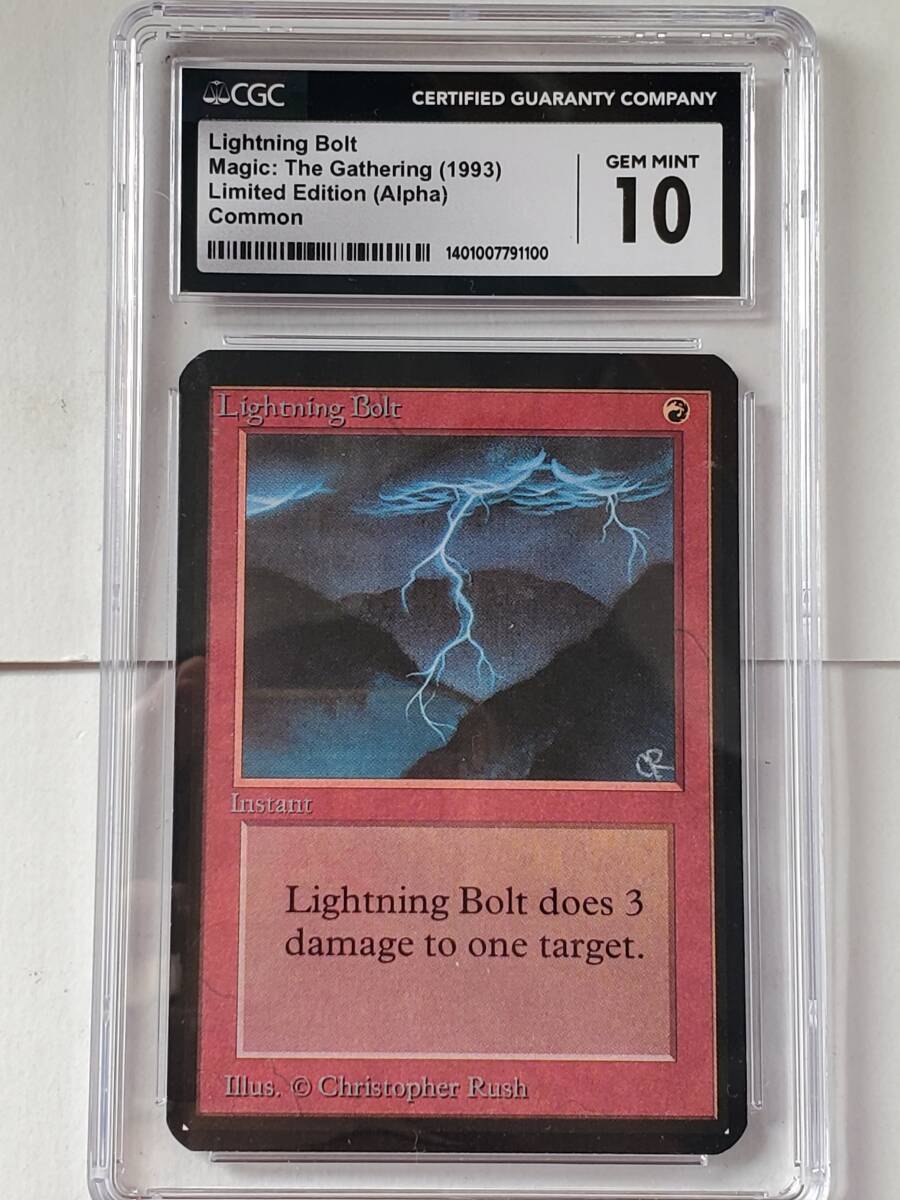 CGC
CERTIFIED GUARANTY COMPANY
Lightning Bolt
Magic: The Gathering (1993)
Limited Edition (Alpha)
Common
GEM MINT
10
1401007791100
Lightning Bolt
CR
Instant
Lightning Bolt does 3
damage to one target.
Illus. © Christopher Rush